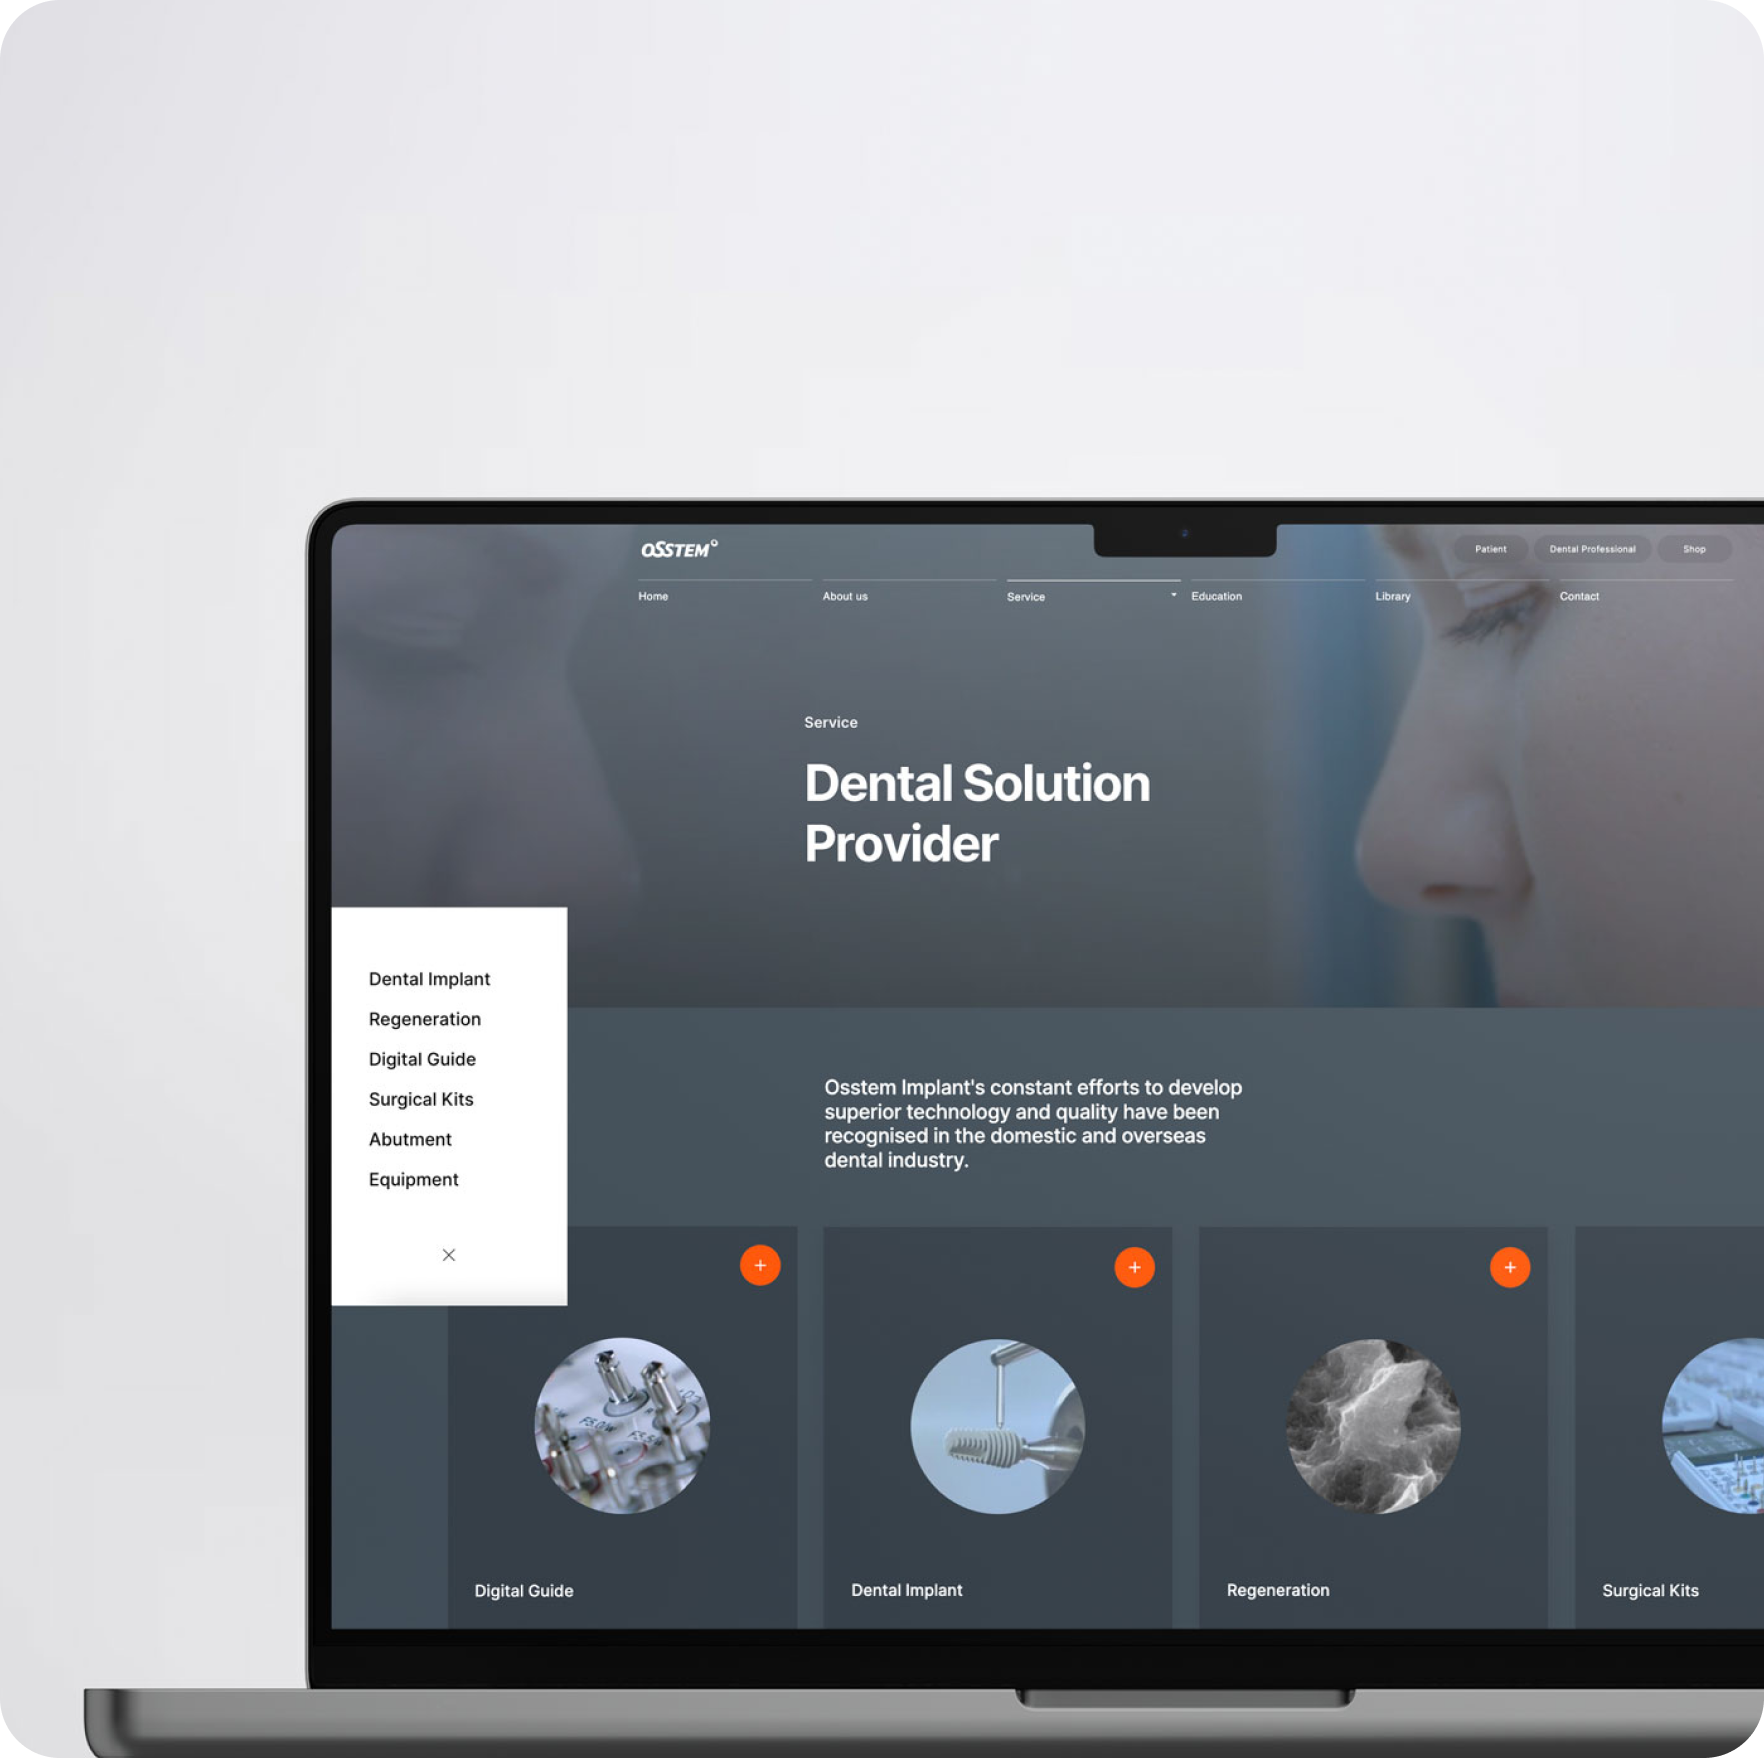 OSSTEM
Patient
Dental Professional
Shop
Home
About us
Service
Education
Library
Contact
Service
Dental Solution
Provider
Dental Implant
Regeneration
Digital Guide
Surgical Kits
Abutment
Equipment
Osstem Implant's constant efforts to develop
superior technology and quality have been
recognised in the domestic and overseas
dental industry.
Digital Guide
Dental Implant
Regeneration
Surgical Kits